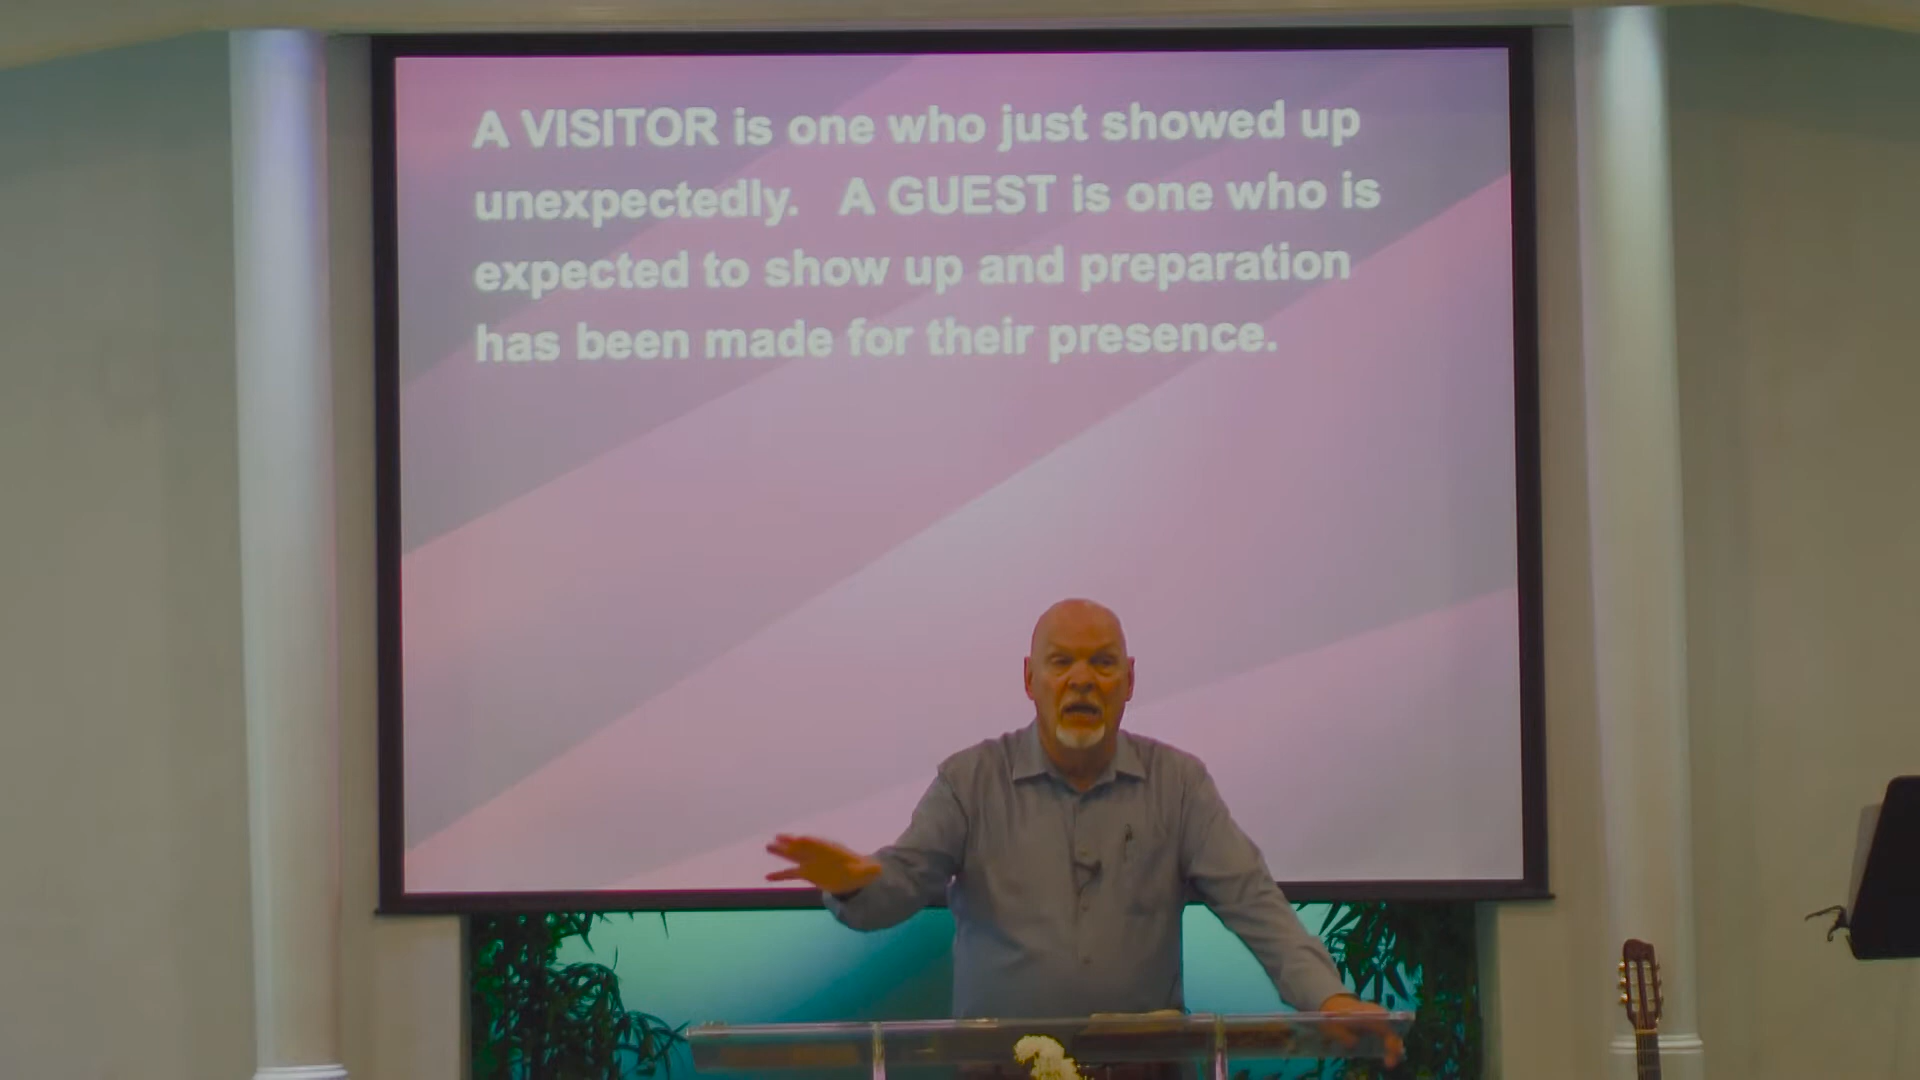 A VISITOR is one who just showed up
unexpectedly. A GUEST is one who is
expected to show up and preparation
has been made for their presence.